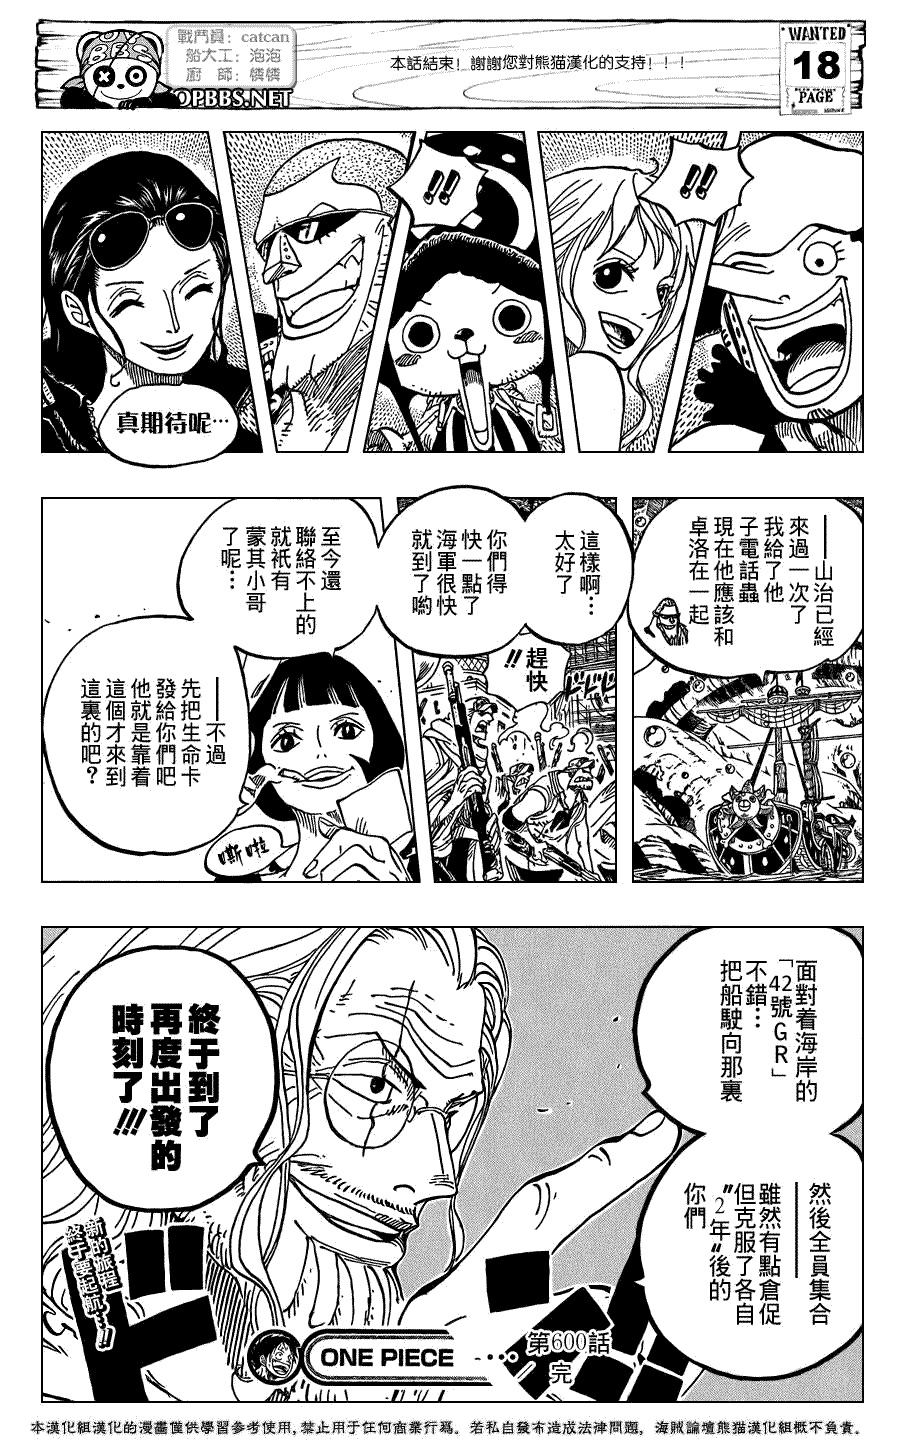 戰鬥員：catcan
船大工：泡泡
廚　師：憐憐
OPBBS.NET
本話結束！謝謝您對熊猫漢化的支持！！！
WANTED
18
PAGE
!!
!!
真期待呢…
——山治已經
來過一次了
我給了他
子電話蟲
現在他應該和
卓洛在一起
這樣啊…
太好了
你們得
快一點了
海軍很快
就到了喲
趕快
!!
ドドドド
至今還
聯絡不上的
就祇有
蒙其小哥
了呢…
——不過
先把生命卡
發給你們吧
他就是靠着
這個才來到
這裏的吧？
嘶啦
面對着海岸的
「42號GR」
不錯…
把船駛向那裏
——然後全員集合
雖然有點倉促
但克服了各自
“2年”後的
你們
終于到了
再度出發的
時刻了!!!
新的旅程
終于要起航…!!
ONE PIECE
第600話
完
本漢化組漢化的漫畫僅供學習參考使用,禁止用于任何商業行爲。若私自發布造成法律問題，海賊論壇熊猫漢化組概不負責。